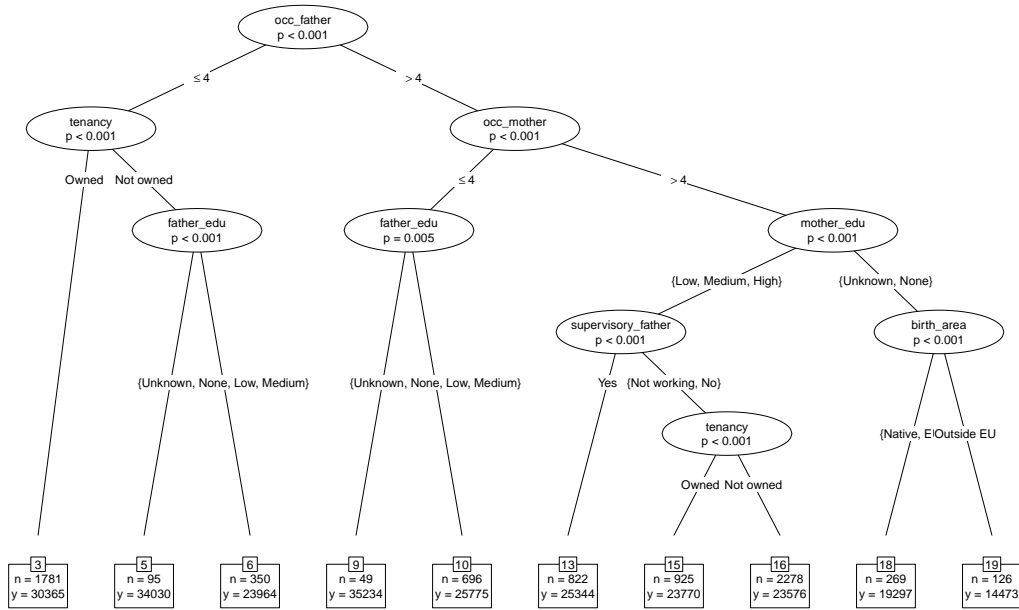 occ_father
p < 0.001
≤ 4
> 4
tenancy
p < 0.001
occ_mother
p < 0.001
Owned
Not owned
≤ 4
> 4
father_edu
p < 0.001
father_edu
p = 0.005
mother_edu
p < 0.001
{Low, Medium, High}
{Unknown, None}
supervisory_father
p < 0.001
birth_area
p < 0.001
{Unknown, None, Low, Medium}
{Unknown, None, Low, Medium}
Yes
{Not working, No}
tenancy
p < 0.001
{Native, E
Outside EU
Owned
Not owned
3
n = 1781
y = 30365
5
n = 95
y = 34030
6
n = 350
y = 23964
9
n = 49
y = 35234
10
n = 696
y = 25775
13
n = 822
y = 25344
15
n = 925
y = 23770
16
n = 2278
y = 23576
18
n = 269
y = 19297
19
n = 126
y = 14473